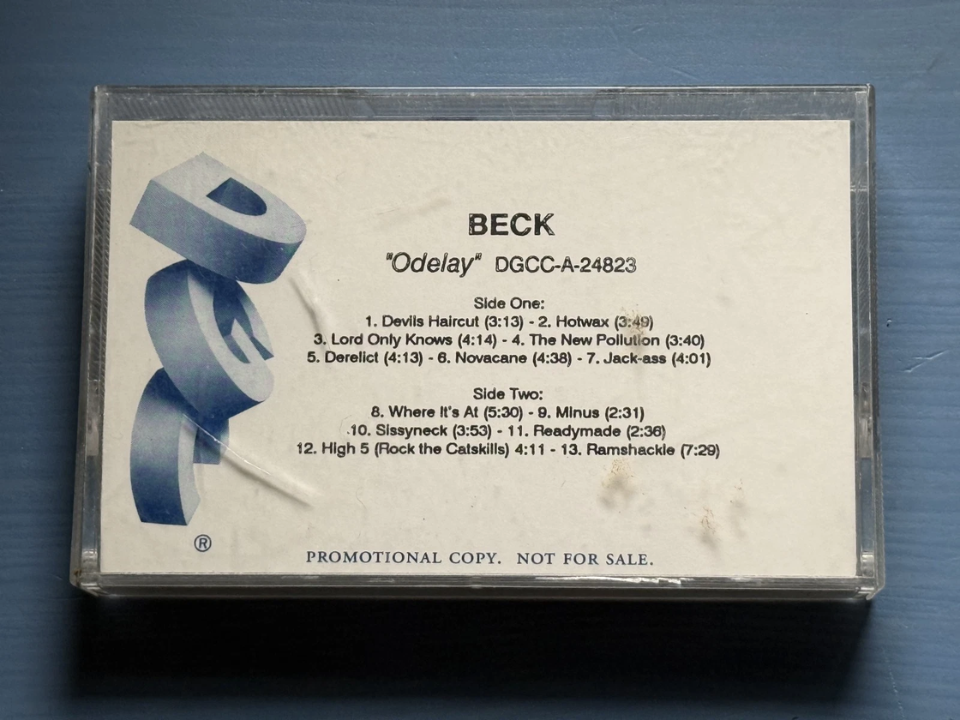 DGC
®
BECK
"Odelay" DGCC-A-24823
Side One:
1. Devils Haircut (3:13) - 2. Hotwax (3:49)
3. Lord Only Knows (4:14) - 4. The New Pollution (3:40)
5. Derelict (4:13) - 6. Novacane (4:38) - 7. Jack-ass (4:01)
Side Two:
8. Where It's At (5:30) - 9. Minus (2:31)
10. Sissyneck (3:53) - 11. Readymade (2:36)
12. High 5 (Rock the Catskills) 4:11 - 13. Ramshackle (7:29)
PROMOTIONAL COPY. NOT FOR SALE.